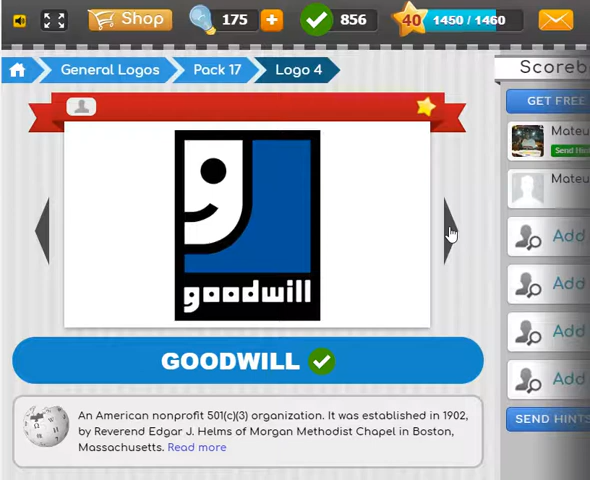 Shop
175
856
40
1450 / 1460
General Logos
Pack 17
Logo 4
Scoreb
GET FREE
Mateu
Send Hin
Mateu
goodwill
Add
Add
Add
Add
GOODWILL
SEND HINTS
An American nonprofit 501(c)(3) organization. It was established in 1902,
by Reverend Edgar J. Helms of Morgan Methodist Chapel in Boston,
Massachusetts. Read more